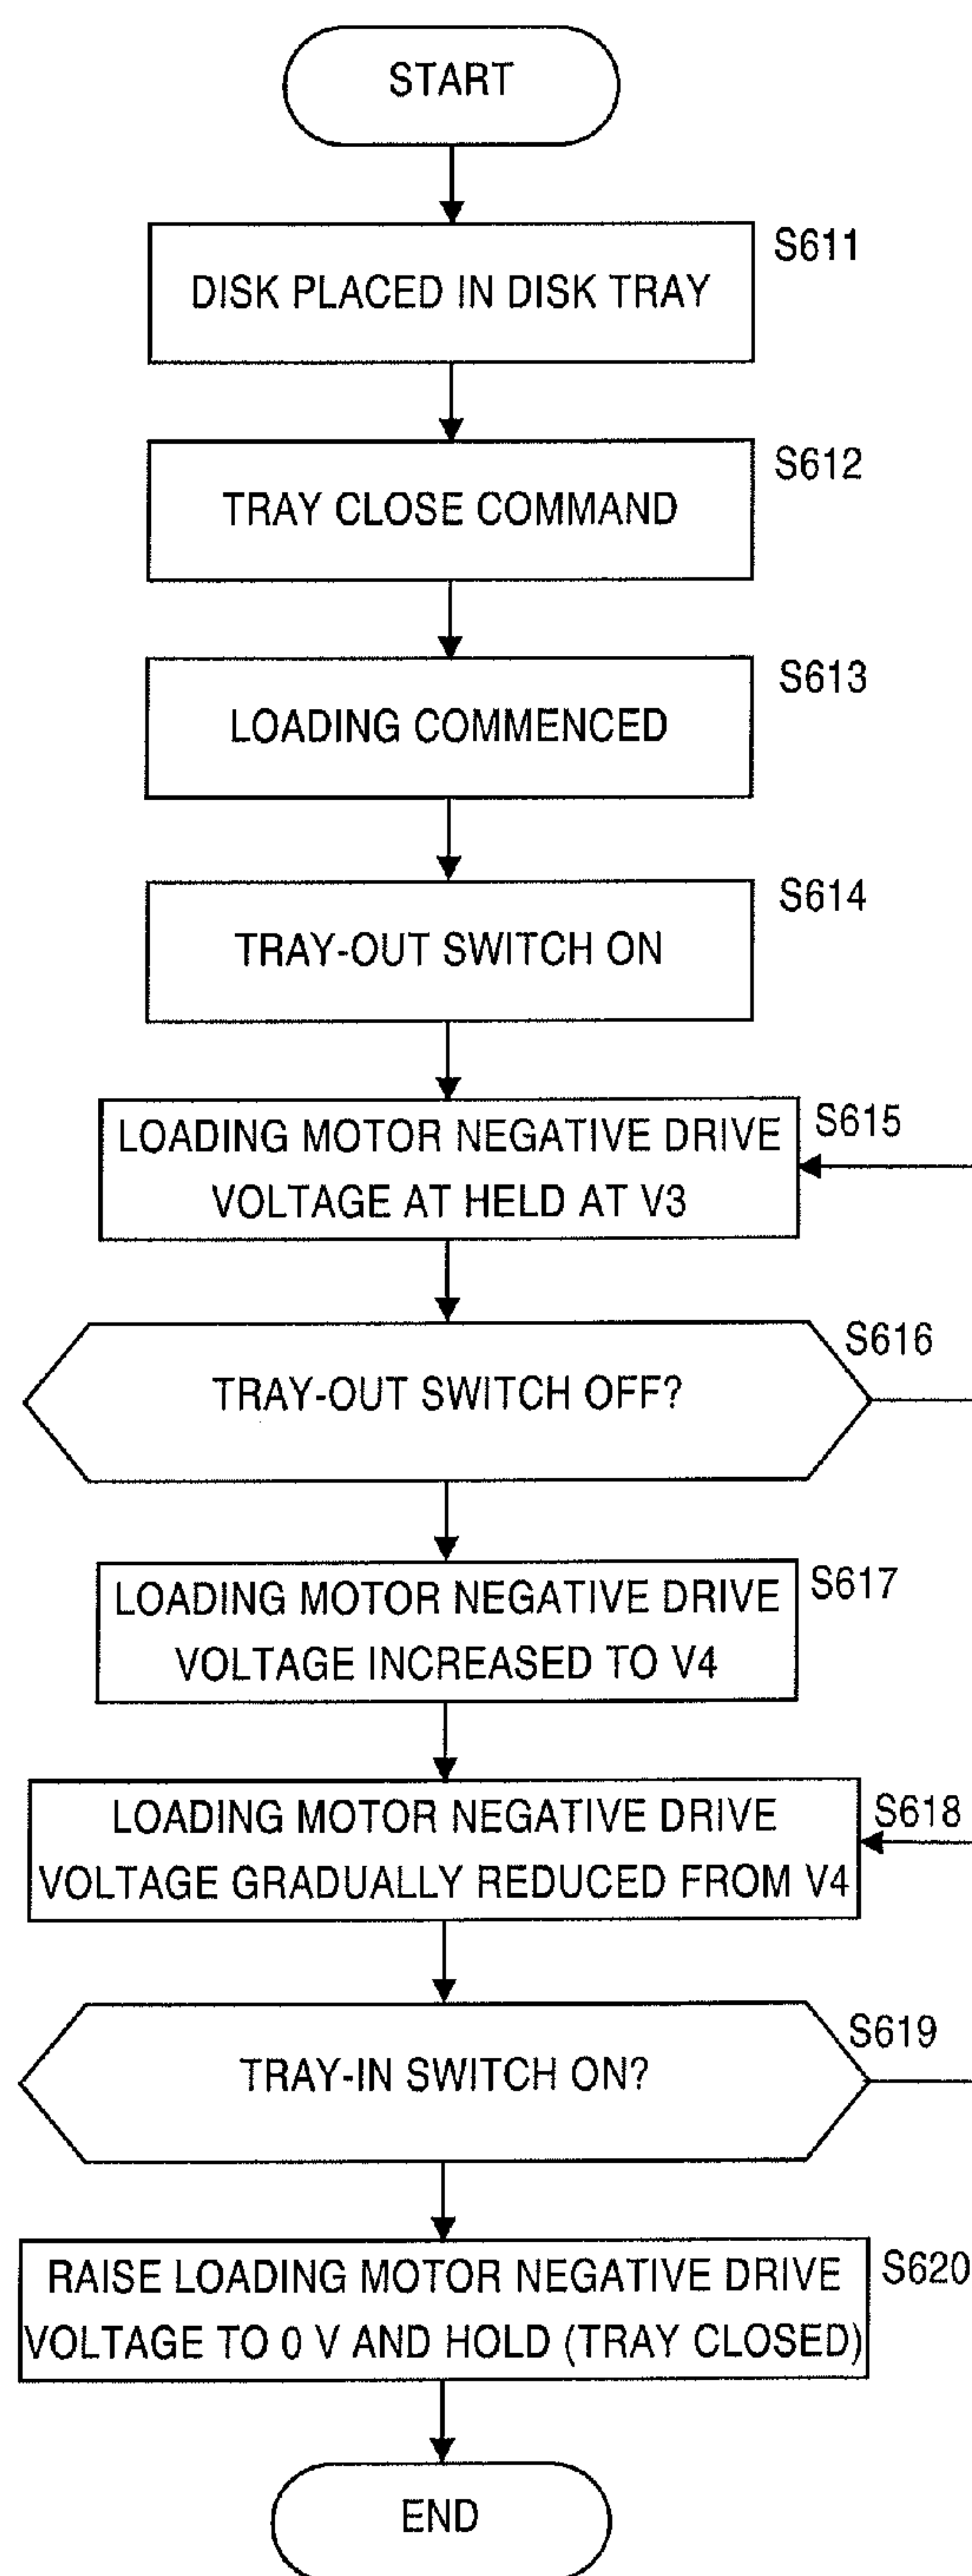 START
S611
DISK PLACED IN DISK TRAY
S612
TRAY CLOSE COMMAND
S613
LOADING COMMENCED
S614
TRAY-OUT SWITCH ON
S615
LOADING MOTOR NEGATIVE DRIVE
VOLTAGE AT HELD AT V3
S616
TRAY-OUT SWITCH OFF?
S617
LOADING MOTOR NEGATIVE DRIVE
VOLTAGE INCREASED TO V4
S618
LOADING MOTOR NEGATIVE DRIVE
VOLTAGE GRADUALLY REDUCED FROM V4
S619
TRAY-IN SWITCH ON?
S620
RAISE LOADING MOTOR NEGATIVE DRIVE
VOLTAGE TO 0 V AND HOLD (TRAY CLOSED)
END